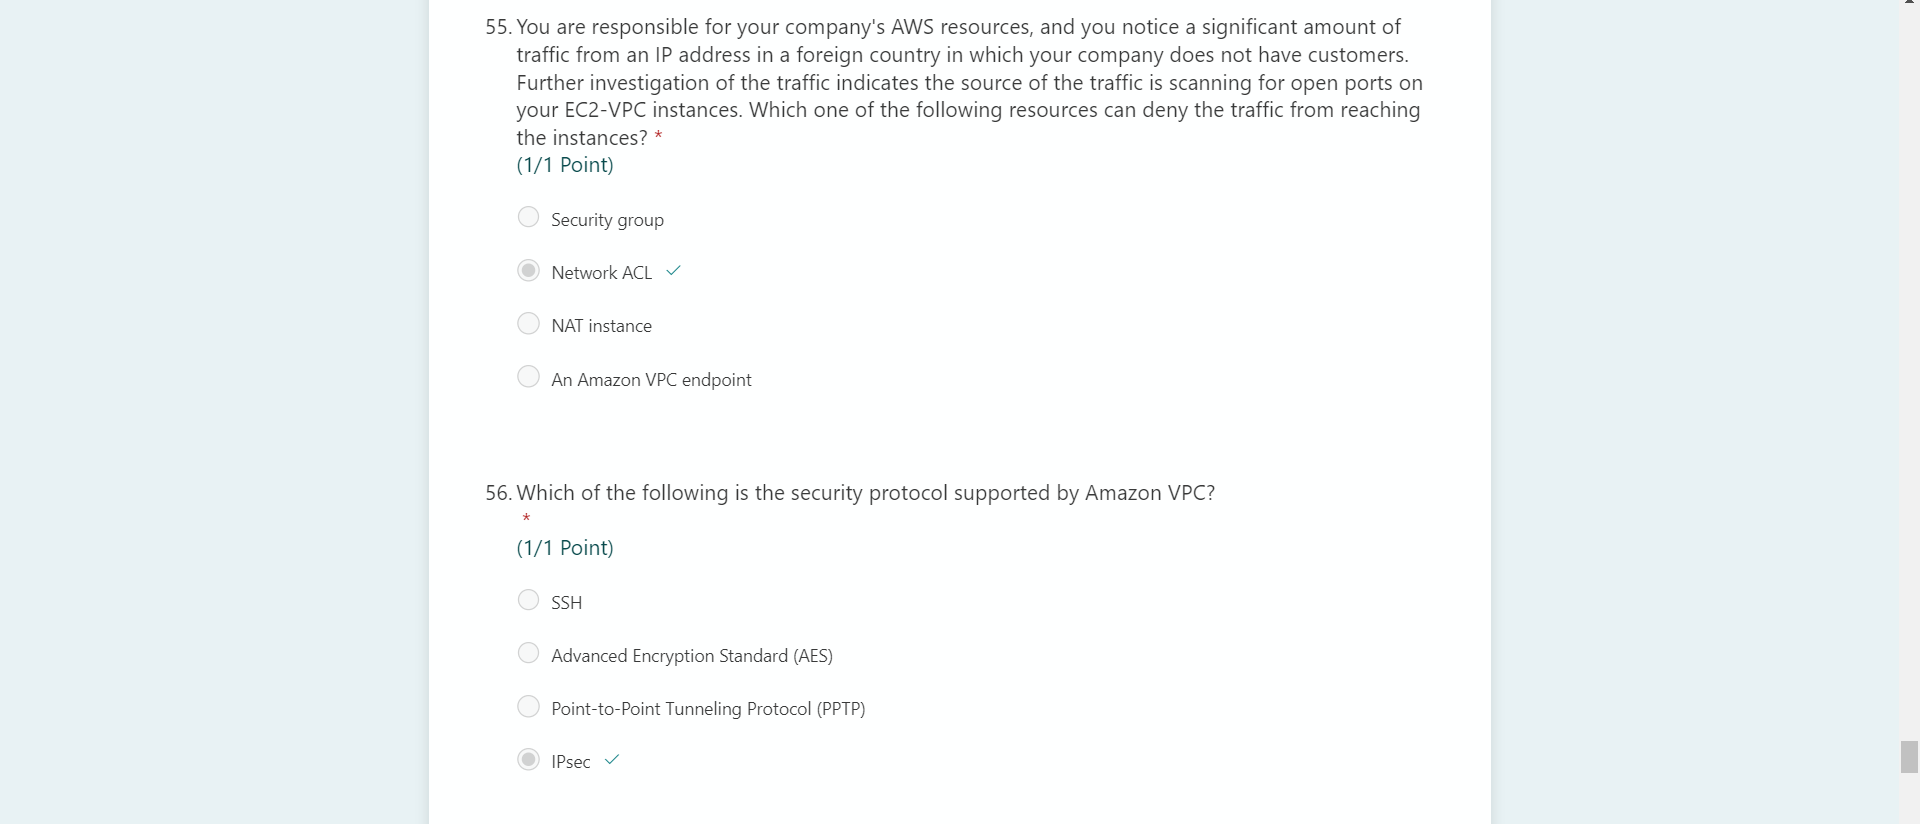 55. You are responsible for your company's AWS resources, and you notice a significant amount of
traffic from an IP address in a foreign country in which your company does not have customers.
Further investigation of the traffic indicates the source of the traffic is scanning for open ports on
your EC2-VPC instances. Which one of the following resources can deny the traffic from reaching
the instances? *
(1/1 Point)
Security group
Network ACL
NAT instance
An Amazon VPC endpoint
56. Which of the following is the security protocol supported by Amazon VPC?
*
(1/1 Point)
SSH
Advanced Encryption Standard (AES)
Point-to-Point Tunneling Protocol (PPTP)
IPsec